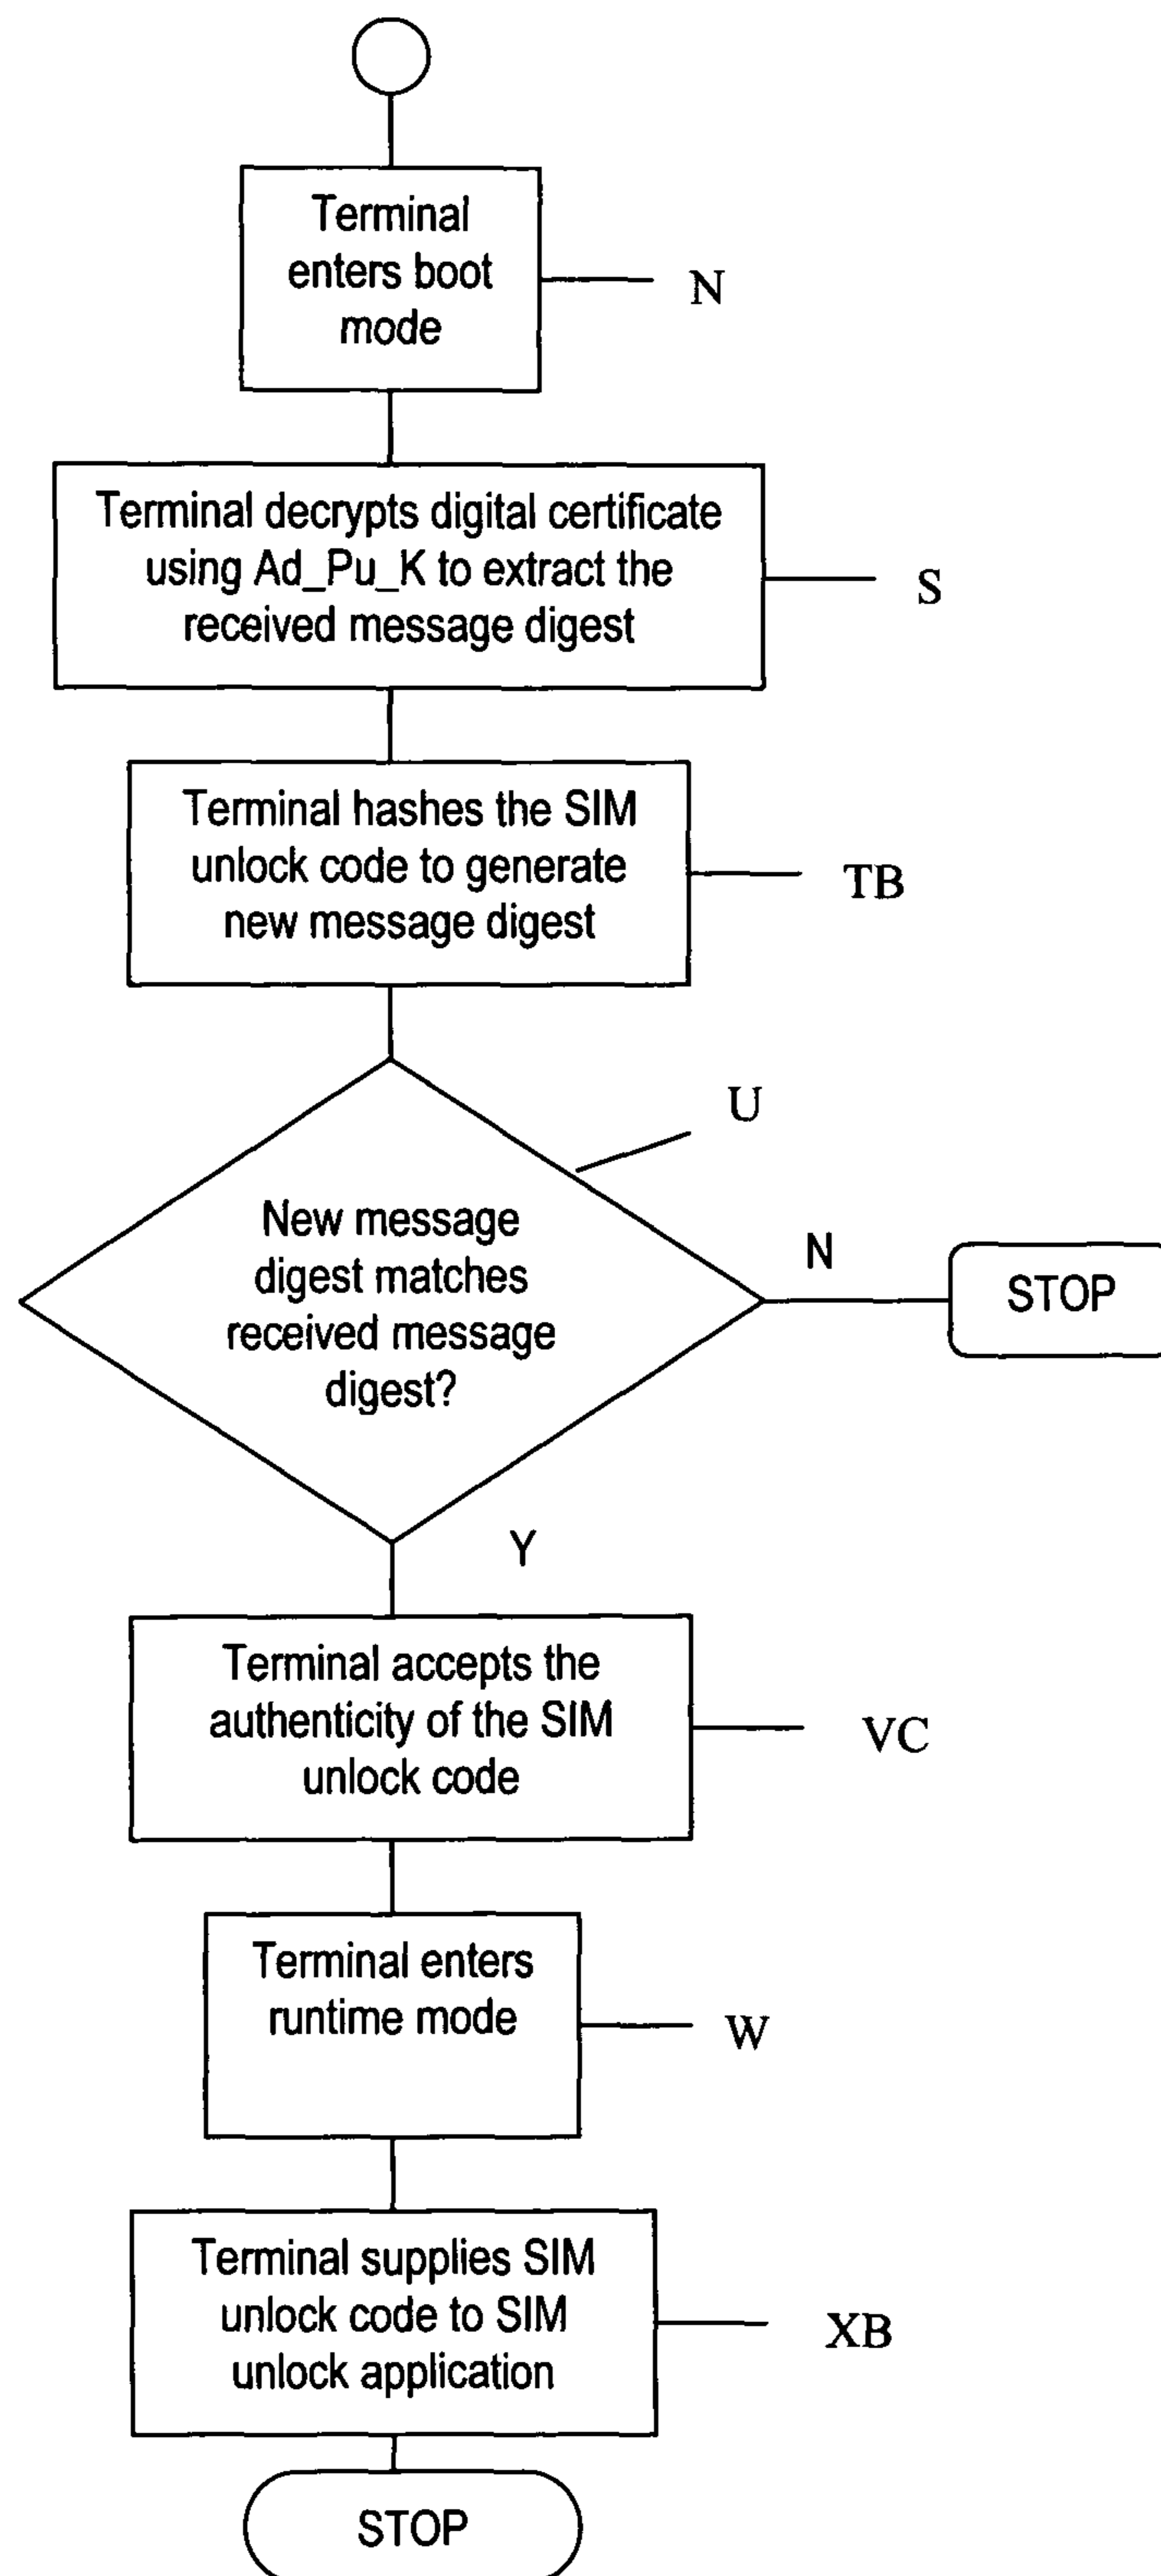 Terminal
enters boot
mode
N
Terminal decrypts digital certificate
using Ad_Pu_K to extract the
received message digest
S
Terminal hashes the SIM
unlock code to generate
new message digest
TB
U
New message
digest matches
received message
digest?
N
STOP
Y
Terminal accepts the
authenticity of the SIM
unlock code
VC
Terminal enters
runtime mode
W
Terminal supplies SIM
unlock code to SIM
unlock application
XB
STOP